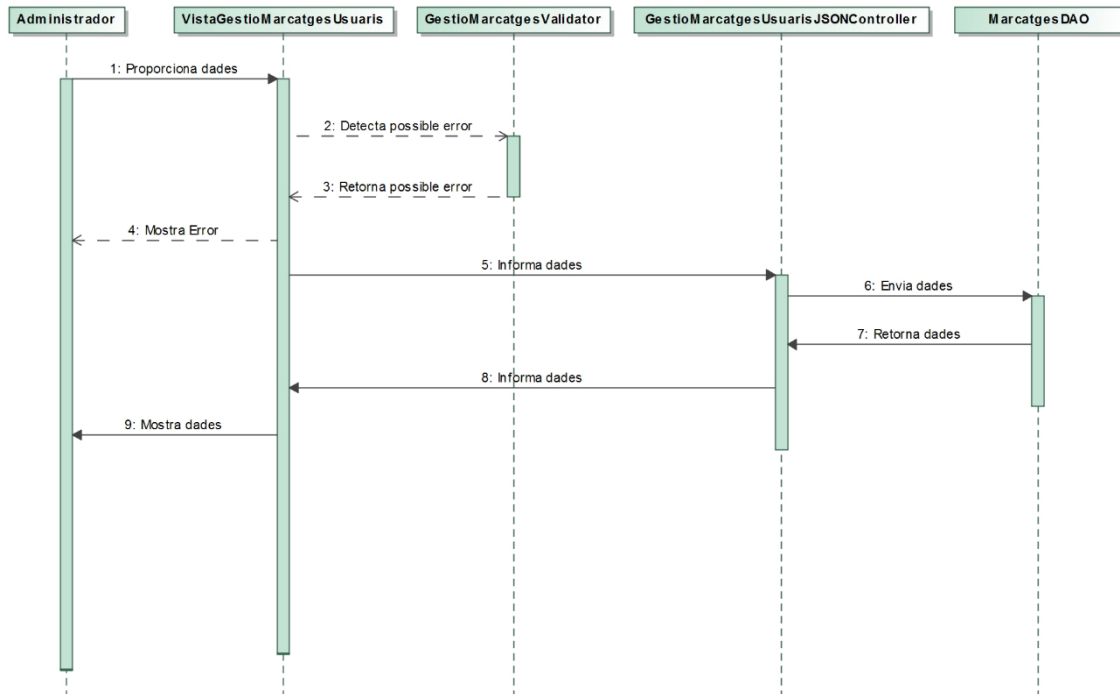 Administrador
VistaGestioMarcatgesUsuaris
GestioMarcatgesValidator
GestioMarcatgesUsuarisJSONController
MarcatgesDAO
1: Proporciona dades
2: Detecta possible error
3: Retorna possible error
4: Mostra Error
5: Informa dades
6: Envia dades
7: Retorna dades
8: Informa dades
9: Mostra dades